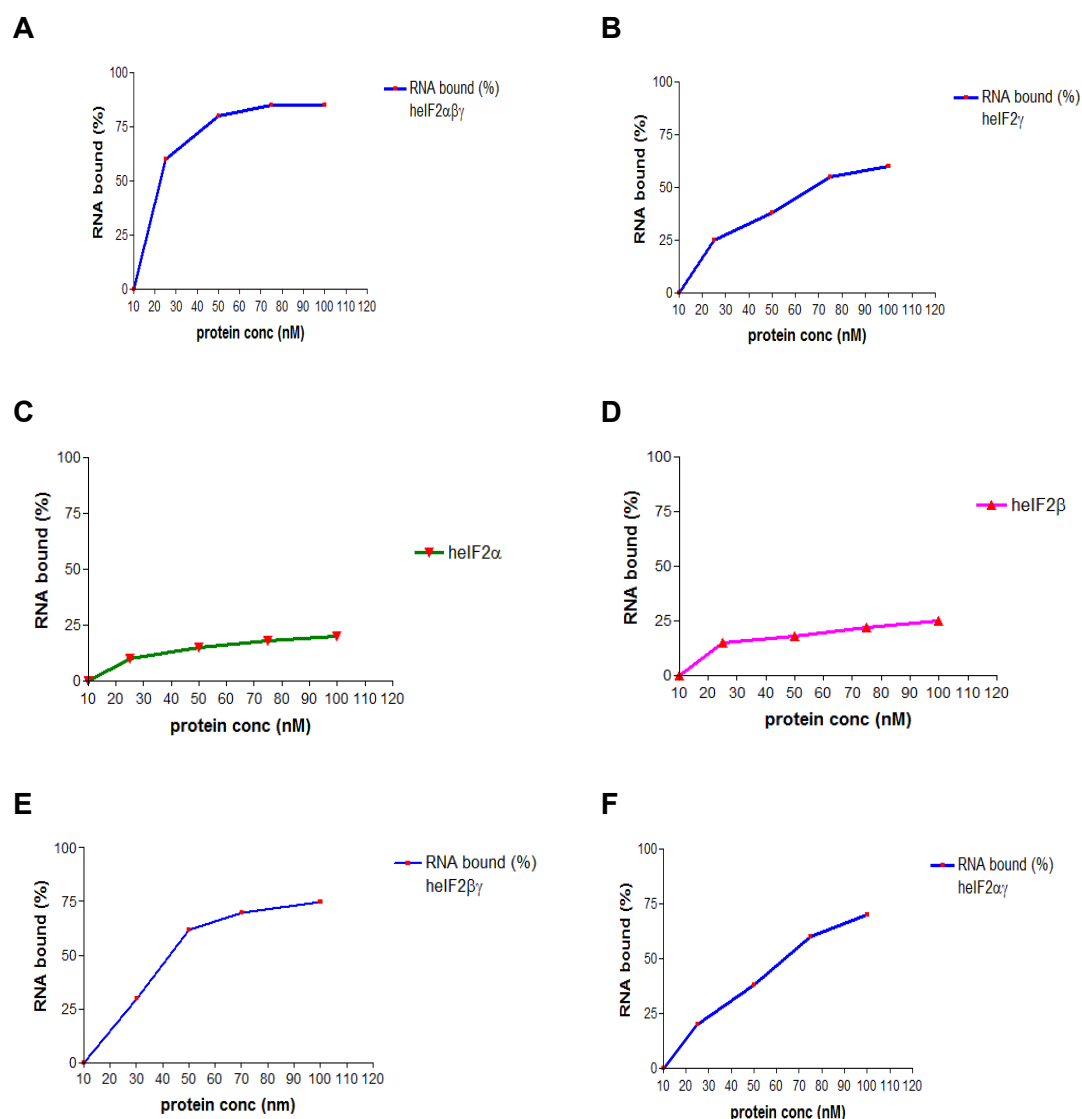 A
100
75
50
25
0
RNA bound (%)
10 20 30 40 50 60 70 80 90 100 110 120
protein conc (nM)
RNA bound (%)
heIF2αβγ
B
100
75
50
25
0
RNA bound (%)
10 20 30 40 50 60 70 80 90 100 110 120
protein conc (nM)
RNA bound (%)
heIF2γ
C
100
75
50
25
0
RNA bound (%)
10 20 30 40 50 60 70 80 90 100 110 120
protein conc (nM)
heIF2α
D
100
75
50
25
0
RNA bound (%)
10 20 30 40 50 60 70 80 90 100 110 120
protein conc (nM)
heIF2β
E
100
75
50
25
0
RNA bound (%)
10 20 30 40 50 60 70 80 90 100 110 120
protein conc (nm)
RNA bound (%)
heIF2βγ
F
100
75
50
25
0
RNA bound (%)
10 20 30 40 50 60 70 80 90 100 110 120
protein conc (nM)
RNA bound (%)
heIF2αγ